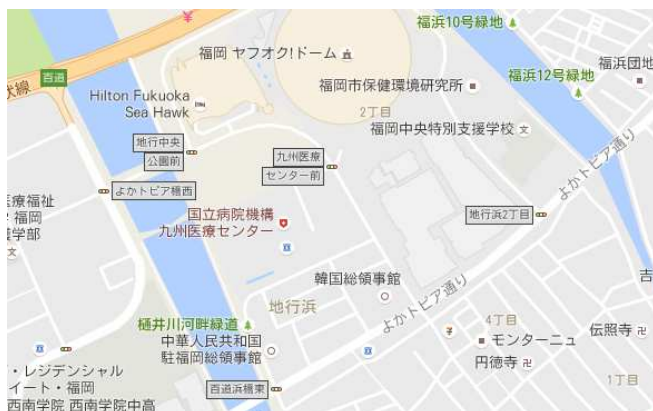 福浜10号緑地
福岡 ヤフオク!ドーム
福浜団地
百道
福岡市保健環境研究所
福浜12号緑地
状線
Hilton Fukuoka
Sea Hawk
2丁目
福岡中央特別支援学校
文
地行中央
公園前
九州医療
センター前
よかトピア通り
よかトピア橋西
医療福祉
福岡
護学部
文
国立病院機構
九州医療センター
地行浜2丁目
韓国総領事館
吉
地行浜
よかトピア通り
樋井川河畔緑道
中華人民共和国
駐福岡総領事館
4丁目
モンターニュ
伝照寺
円徳寺
レジデンシャル
イート・福岡
百道浜橋東
1丁目
西南学院 西南学院中高